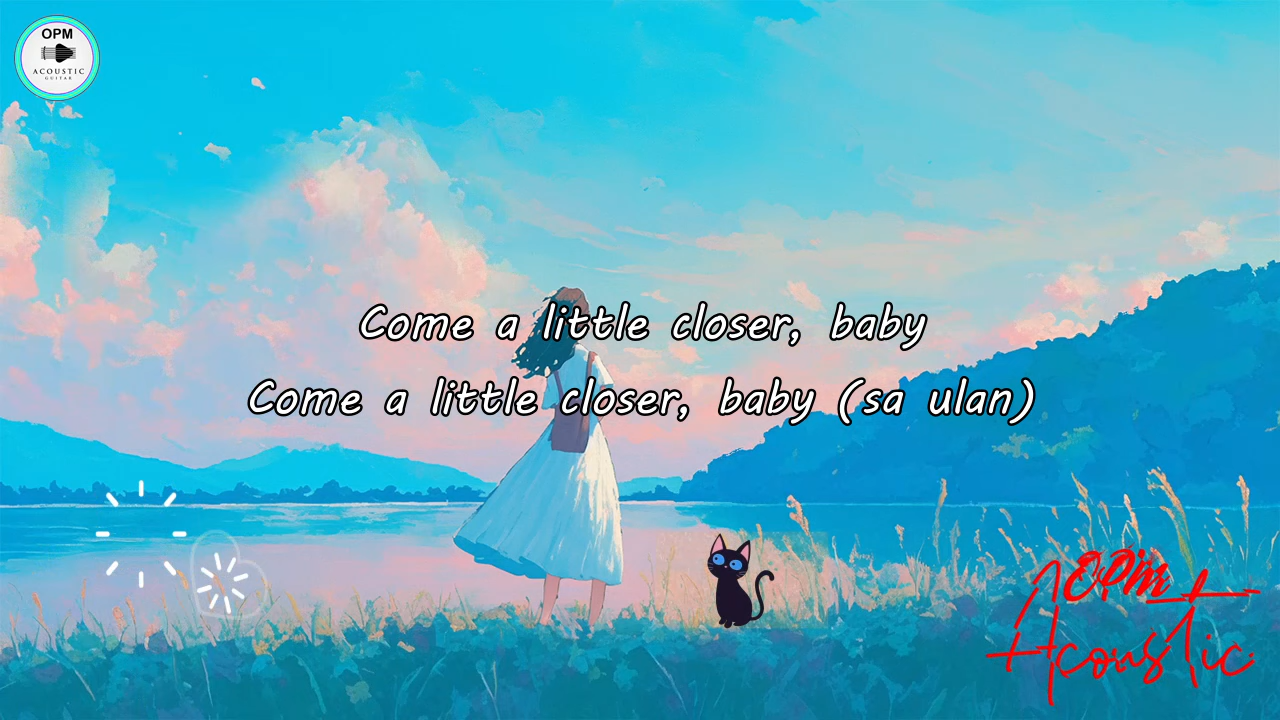 OPM
ACOUSTIC
GUITAR
Come a little closer, baby
Come a little closer, baby (sa ulan)
OPM
Acoustic